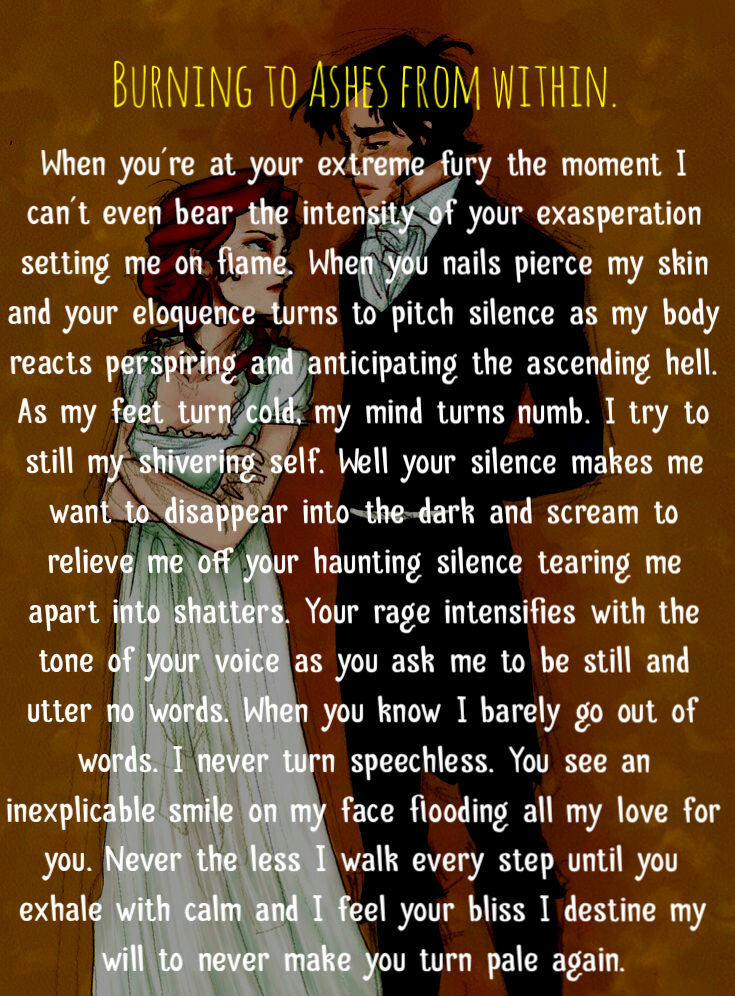 Burning to Ashes from within.
When you're at your extreme fury the moment I
can't even bear the intensity of your exasperation
setting me on flame. When you nails pierce my skin
and your eloquence turns to pitch silence as my body
reacts perspiring and anticipating the ascending hell.
As my feet turn cold, my mind turns numb. I try to
still my shivering self. Well your silence makes me
want to disappear into the dark and scream to
relieve me off your haunting silence tearing me
apart into shatters. Your rage intensifies with the
tone of your voice as you ask me to be still and
utter no words. When you know I barely go out of
words. I never turn speechless. You see an
inexplicable smile on my face flooding all my love for
you. Never the less I walk every step until you
exhale with calm and I feel your bliss I destine my
will to never make you turn pale again.